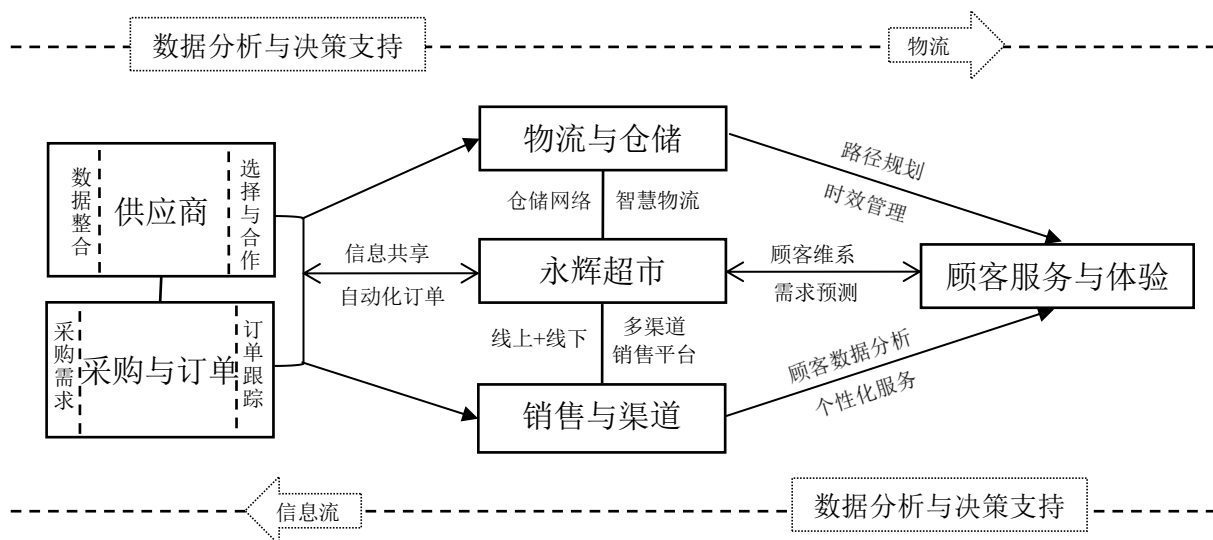 数据分析与决策支持
物流
物流与仓储
数据整合
供应商
选择与合作
仓储网络
智慧物流
路径规划
时效管理
信息共享
自动化订单
永辉超市
顾客维系
需求预测
顾客服务与体验
采购需求
采购与订单
订单跟踪
线上+线下
多渠道
销售平台
顾客数据分析
个性化服务
销售与渠道
信息流
数据分析与决策支持